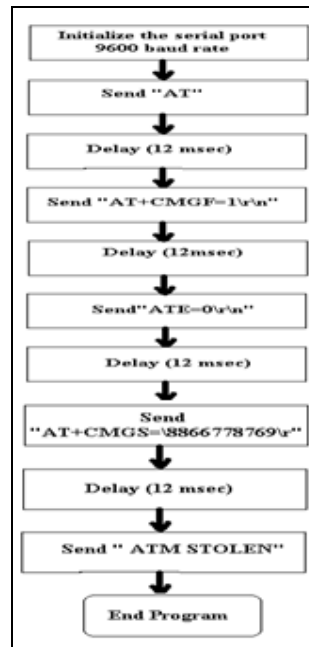 Initialize the serial port
9600 baud rate
Send "AT"
Delay (12 msec)
Send "AT+CMGF=1\r\n"
Delay (12msec)
Send"ATE=0\r\n"
Delay (12 msec)
Send
"AT+CMGS=\8866778769\r"
Delay (12 msec)
Send " ATM STOLEN"
End Program